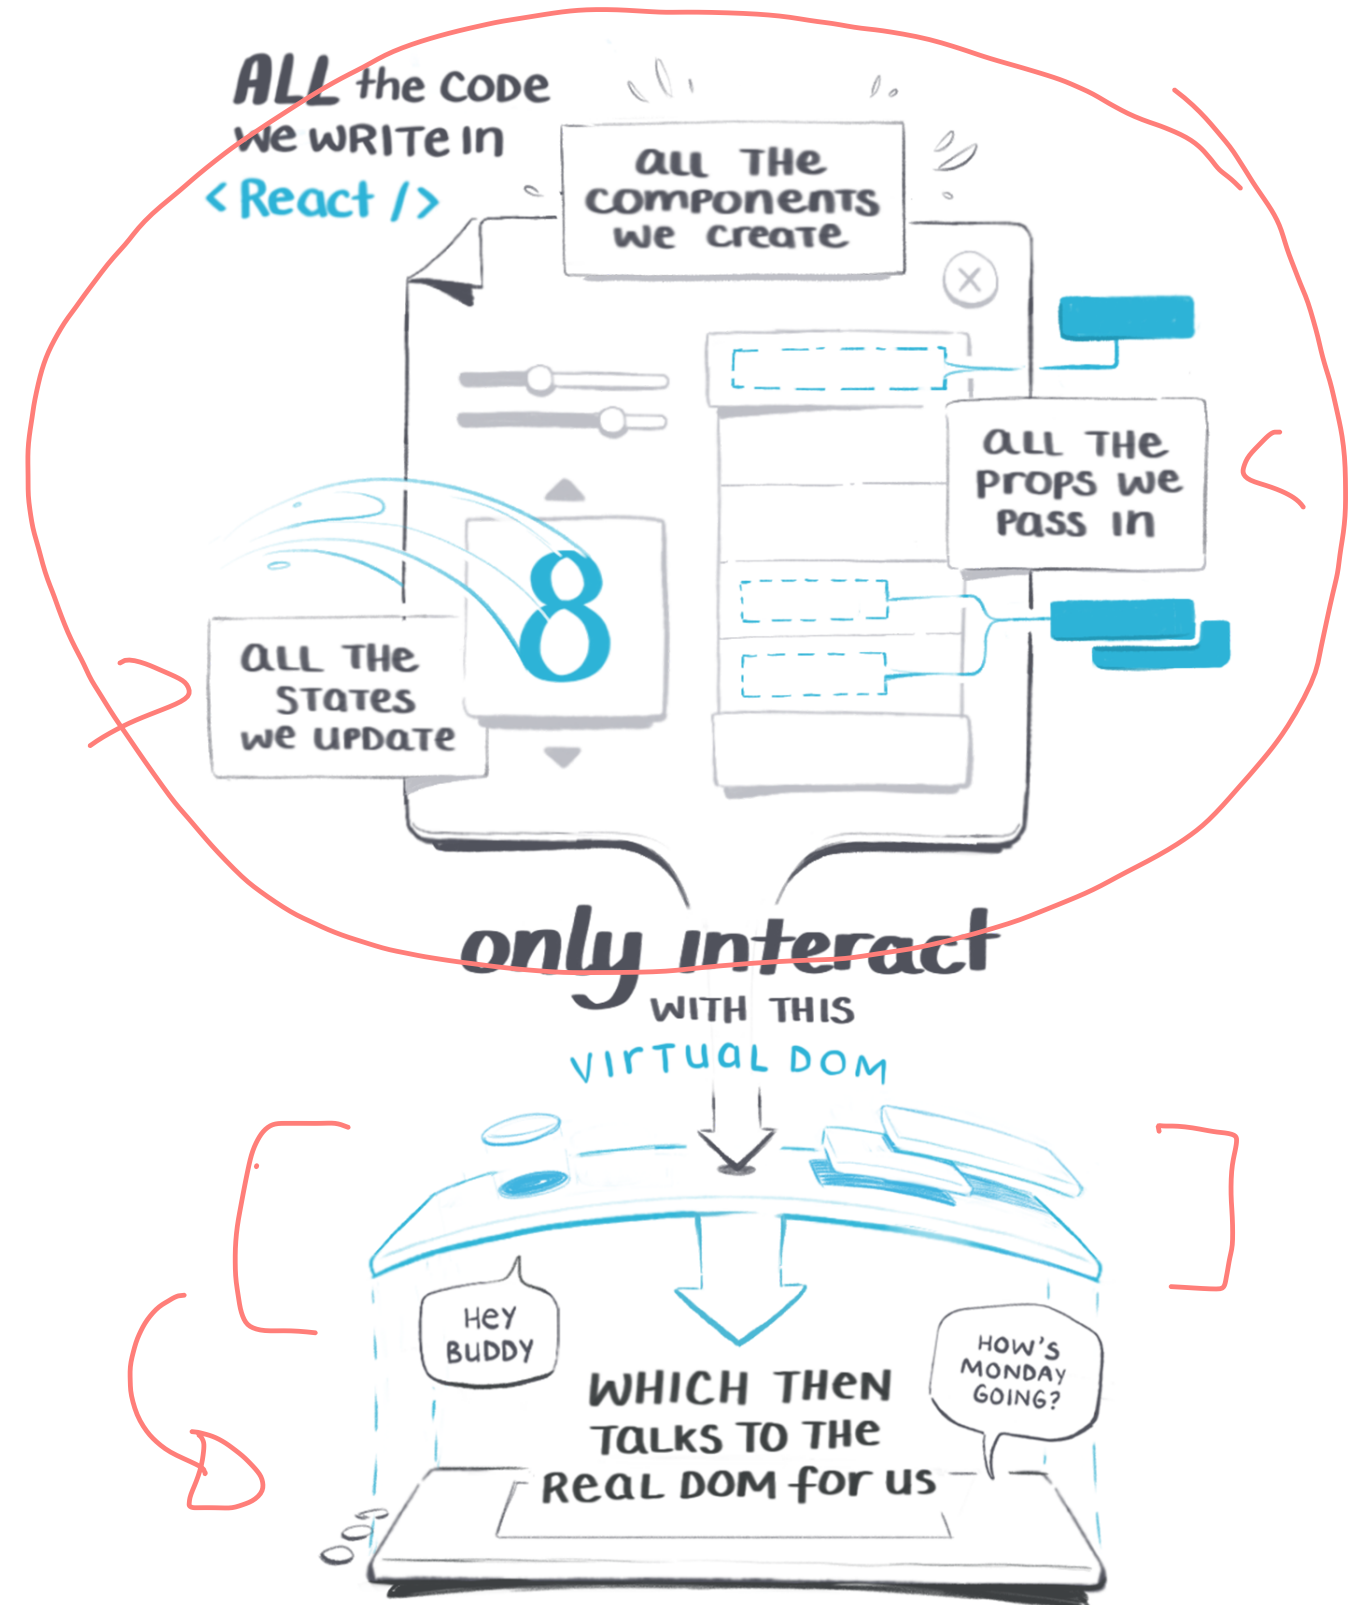 ALL the CODE
we WRITE IN
< React />
ALL THE
COMPONENTS
we create
ALL THE
PROPS we
PASS IN
8
ALL THE
STATES
we UPDATE
only interact
WITH THIS
VIRTUAL DOM
HEY
BUDDY
HOW'S
MONDAY
GOING?
WHICH THEN
TALKS TO THE
REAL DOM for us